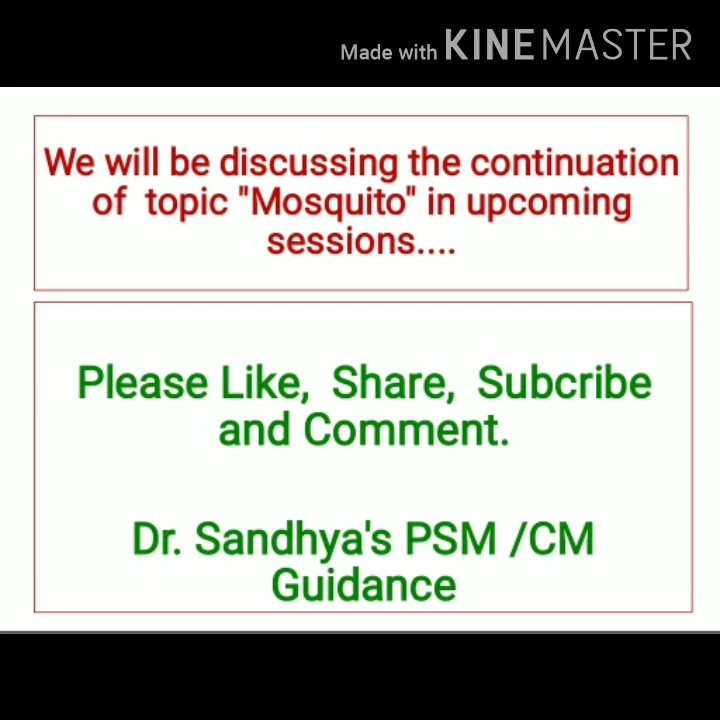 Made with KINEMASTER
We will be discussing the continuation
of topic "Mosquito" in upcoming
sessions....
Please Like, Share, Subcribe
and Comment.
Dr. Sandhya's PSM /CM
Guidance